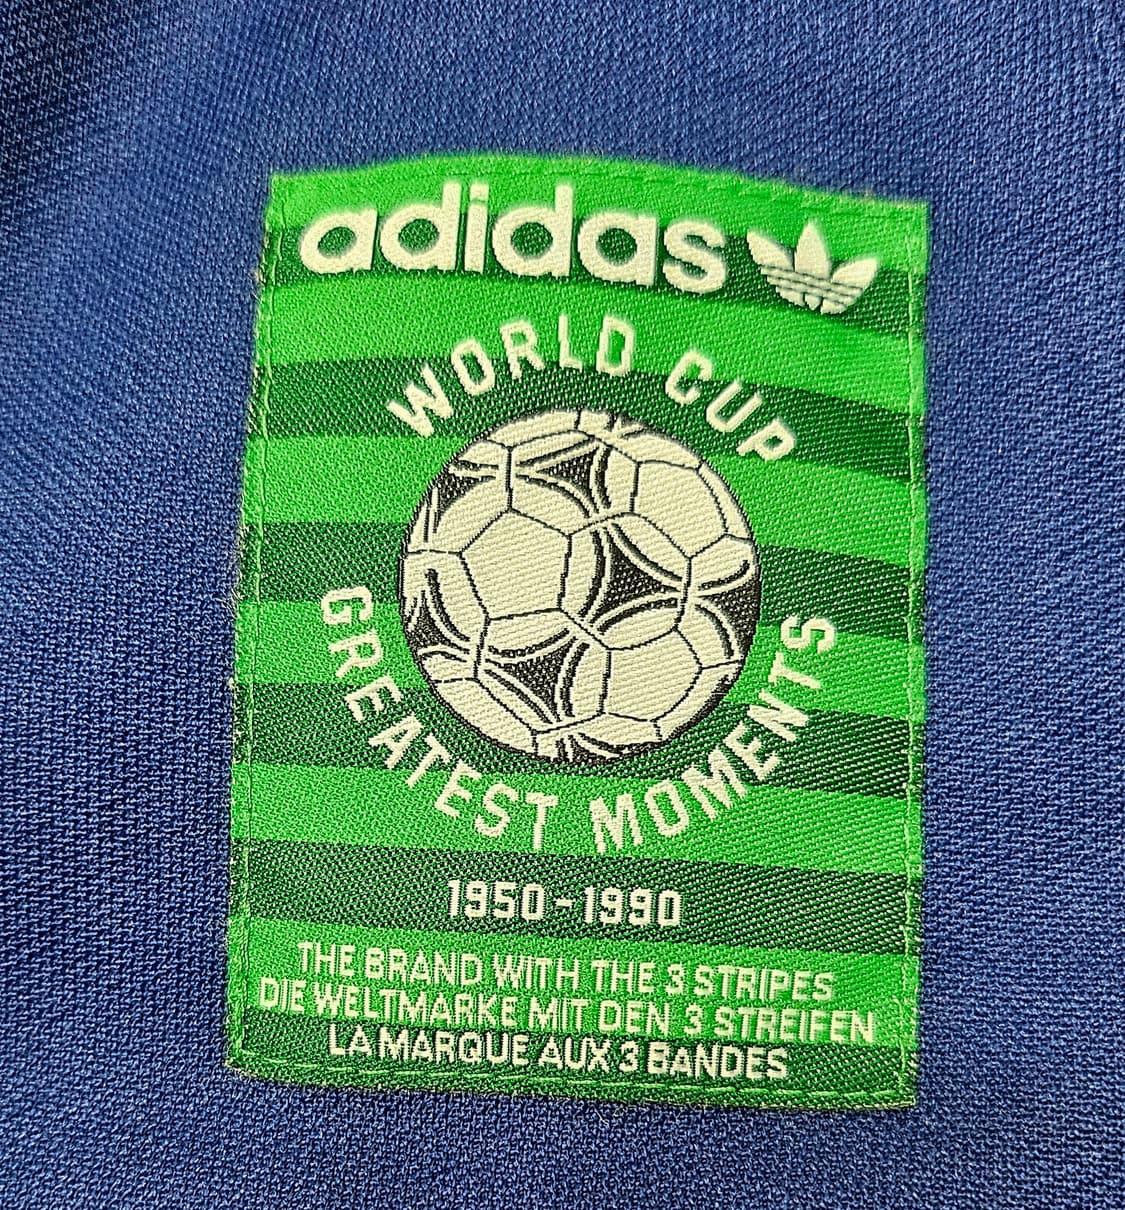 adidas
WORLD CUP
GREATEST MOMENTS
1950-1990
THE BRAND WITH THE 3 STRIPES
DIE WELTMARKE MIT DEN 3 STREIFEN
LA MARQUE AUX 3 BANDES